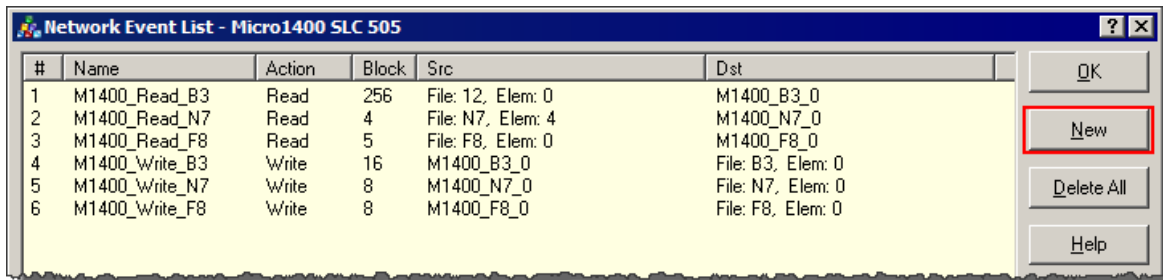 Network Event List - Micro1400 SLC 505
# Name Action Block Src Dst
1 M1400_Read_B3 Read 256 File: 12, Elem: 0 M1400_B3_0
2 M1400_Read_N7 Read 4 File: N7, Elem: 4 M1400_N7_0
3 M1400_Read_F8 Read 5 File: F8, Elem: 0 M1400_F8_0
4 M1400_Write_B3 Write 16 M1400_B3_0 File: B3, Elem: 0
5 M1400_Write_N7 Write 8 M1400_N7_0 File: N7, Elem: 0
6 M1400_Write_F8 Write 8 M1400_F8_0 File: F8, Elem: 0
OK
New
Delete All
Help